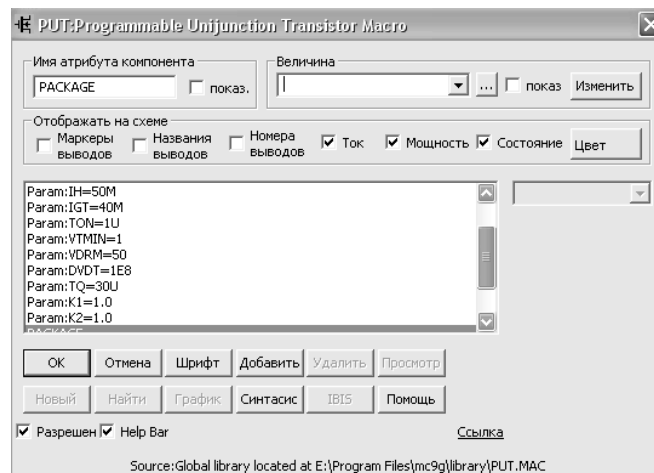 PUT:Programmable Unijunction Transistor Macro
Имя атрибута компонента
Величина
PACKAGE
показ.
...
показ
Изменить
Отображать на схеме
Маркеры выводов
Названия выводов
Номера выводов
Ток
Мощность
Состояние
Цвет
Param:IH=50M
Param:IGT=40M
Param:TON=1U
Param:VTMIN=1
Param:VDRM=50
Param:DVDT=1E8
Param:TQ=30U
Param:K1=1.0
Param:K2=1.0
PACKAGE
OK
Отмена
Шрифт
Добавить
Удалить
Просмотр
Новый
Найти
График
Синтасис
IBIS
Помощь
Разрешен
Help Bar
Ссылка
Source:Global library located at E:\Program Files\mc9g\library\PUT.MAC